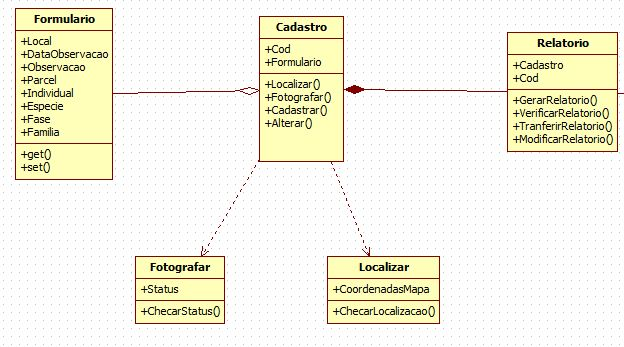 Formulario
+Local
+DataObservacao
+Observacao
+Parcel
+Individual
+Especie
+Fase
+Familia
+get()
+set()
Cadastro
+Cod
+Formulario
+Localizar()
+Fotografar()
+Cadastrar()
+Alterar()
Relatorio
+Cadastro
+Cod
+GerarRelatorio()
+VerificarRelatorio()
+TranferirRelatorio()
+ModificarRelatorio()
Fotografar
+Status
+ChecarStatus()
Localizar
+CoordenadasMapa
+ChecarLocalizacao()